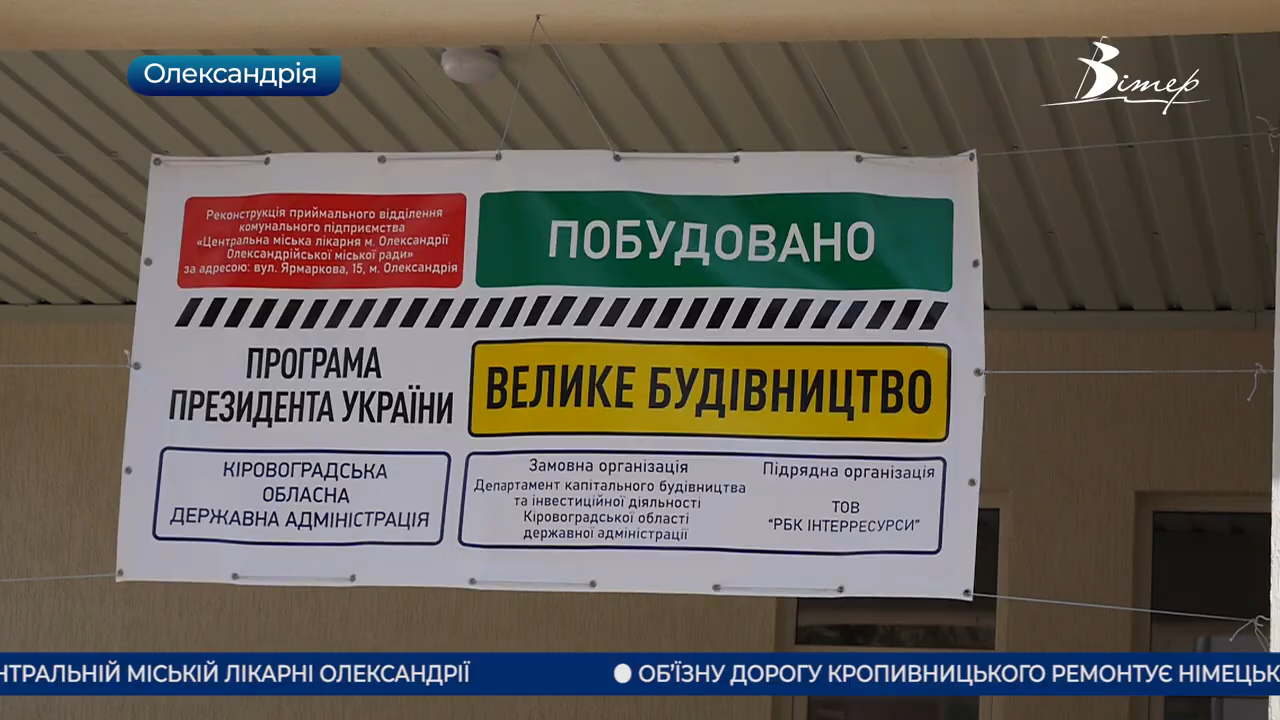 Олександрія
Вітер
Реконструкція приймального відділення
комунального підприємства
«Центральна міська лікарня м. Олександрії
Олександрійської міської ради»
за адресою: вул. Ярмаркова, 15, м. Олександрія
ПОБУДОВАНО
ПРОГРАМА
ПРЕЗИДЕНТА УКРАЇНИ
ВЕЛИКЕ БУДІВНИЦТВО
КІРОВОГРАДСЬКА
ОБЛАСНА
ДЕРЖАВНА АДМІНІСТРАЦІЯ
Замовна організація
Департамент капітального будівництва
та інвестиційної діяльності
Кіровоградської області
державної адміністрації
Підрядна організація
ТОВ
"РБК ІНТЕРРЕСУРСИ"
НТРАЛЬНІЙ МІСЬКІЙ ЛІКАРНІ ОЛЕКСАНДРІЇ
ОБ'ЇЗНУ ДОРОГУ КРОПИВНИЦЬКОГО РЕМОНТУЄ НІМЕЦЬК